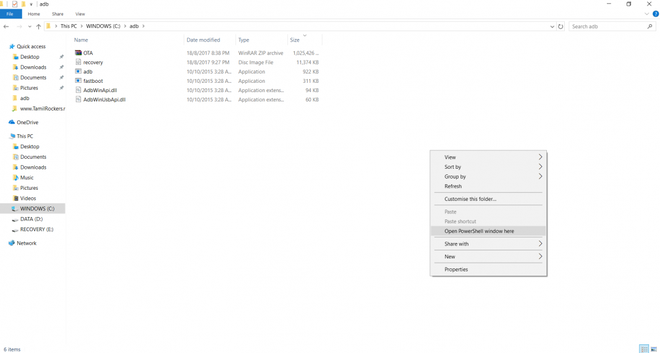 adb
File Home Share View
This PC > WINDOWS (C:) > adb >
Search adb
Name Date modified Type Size
OTA 18/8/2017 8:38 PM WinRAR ZIP archive 1,025,426 ...
recovery 18/8/2017 9:27 PM Disc Image File 11,374 KB
adb 10/10/2015 3:28 A... Application 922 KB
fastboot 10/10/2015 3:28 A... Application 311 KB
AdbWinApi.dll 10/10/2015 3:28 A... Application extens... 94 KB
AdbWinUsbApi.dll 10/10/2015 3:28 A... Application extens... 60 KB
Quick access
Desktop
Downloads
Documents
Pictures
adb
www.TamilRockers.
OneDrive
This PC
Desktop
Documents
Downloads
Music
Pictures
Videos
WINDOWS (C:)
DATA (D:)
RECOVERY (E:)
Network
View
Sort by
Group by
Refresh
Customise this folder...
Paste
Paste shortcut
Open PowerShell window here
Share with
New
Properties
6 items